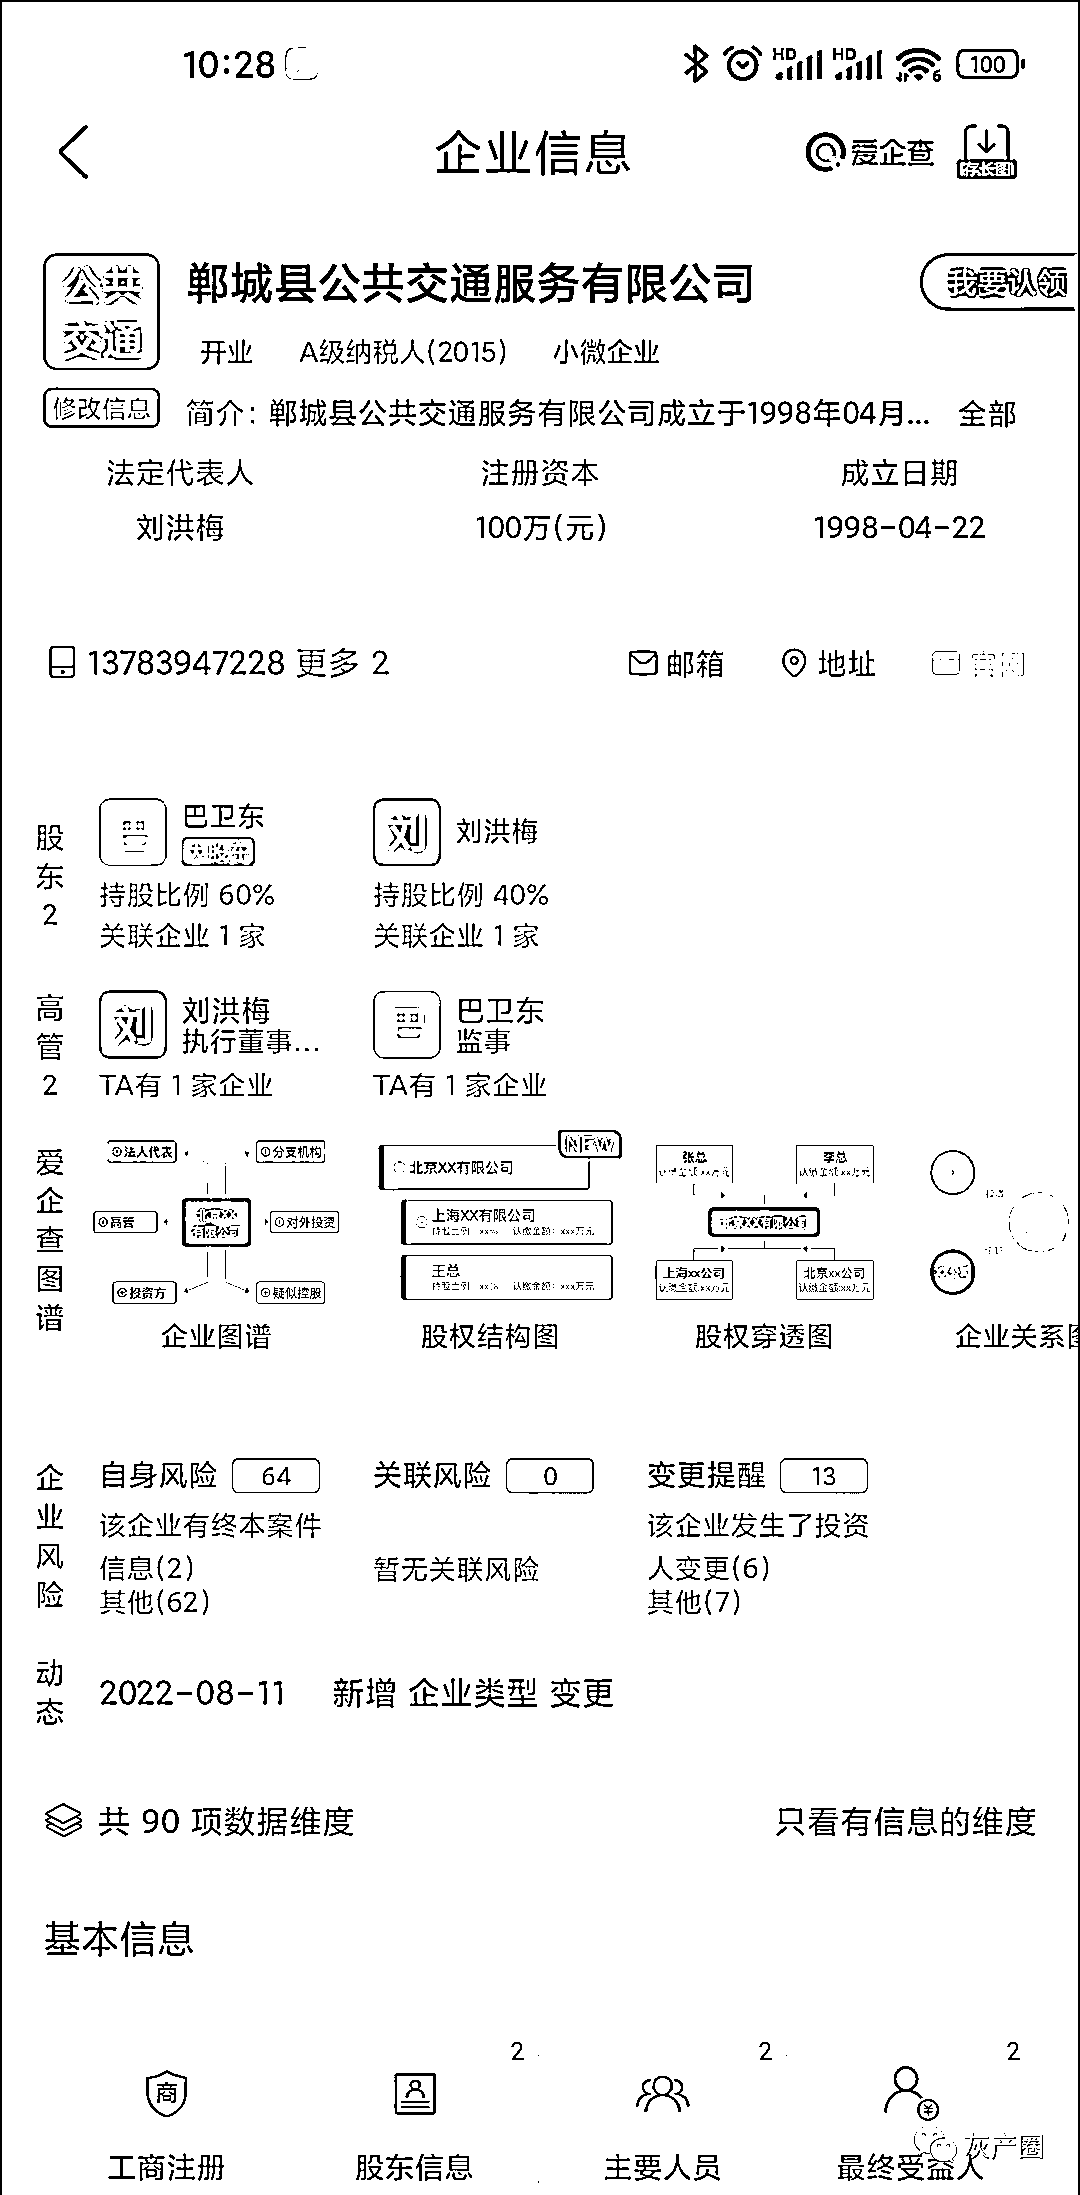 10:28
HD HD 6 100
企业信息 爱企查 存长图
公共交通
郸城县公共交通服务有限公司 我要认领
开业 A级纳税人(2015) 小微企业
修改信息 简介：郸城县公共交通服务有限公司成立于1998年04月... 全部
法定代表人 注册资本 成立日期
刘洪梅 100万(元) 1998-04-22
13783947228 更多 2 邮箱 地址 官网
股东 2
巴卫东 刘 刘洪梅
大股东
持股比例 60% 持股比例 40%
关联企业 1 家 关联企业 1 家
高管 2
刘 刘洪梅 巴卫东
执行董事... 监事
TA有 1 家企业 TA有 1 家企业
爱企查图谱
法人代表 分支机构
高管 北京XX有限公司 对外投资
投资方 疑似控股
企业图谱
NEW
北京XX有限公司
上海XX有限公司
王总
股权结构图
张总 李总
北京XX有限公司
上海xx公司 北京xx公司
股权穿透图
企业关系图
企业风险
自身风险 64 关联风险 0 变更提醒 13
该企业有终本案件 该企业发生了投资
信息(2) 暂无关联风险 人变更(6)
其他(62) 其他(7)
动态 2022-08-11 新增 企业类型 变更
共 90 项数据维度 只看有信息的维度
基本信息
2 2 2
商
工商注册 股东信息 主要人员 最终受益人
灰产圈